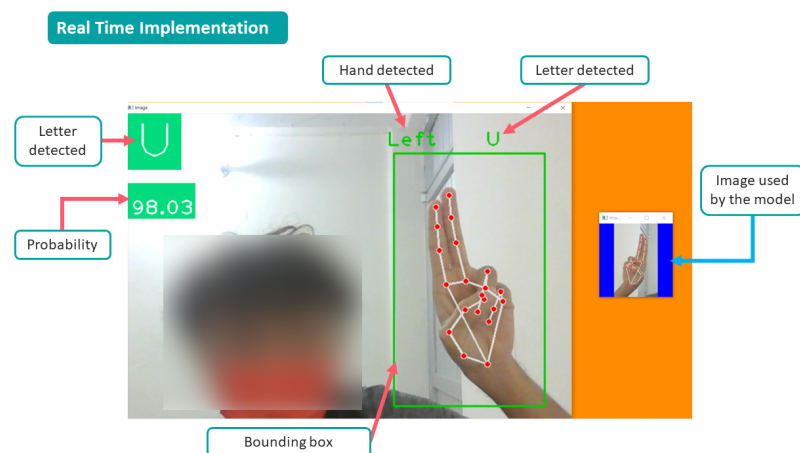 Real Time Implementation
Hand detected
Letter detected
Image
Letter
detected
U
Left
U
98.03
Probability
Image used
by the model
Bounding box